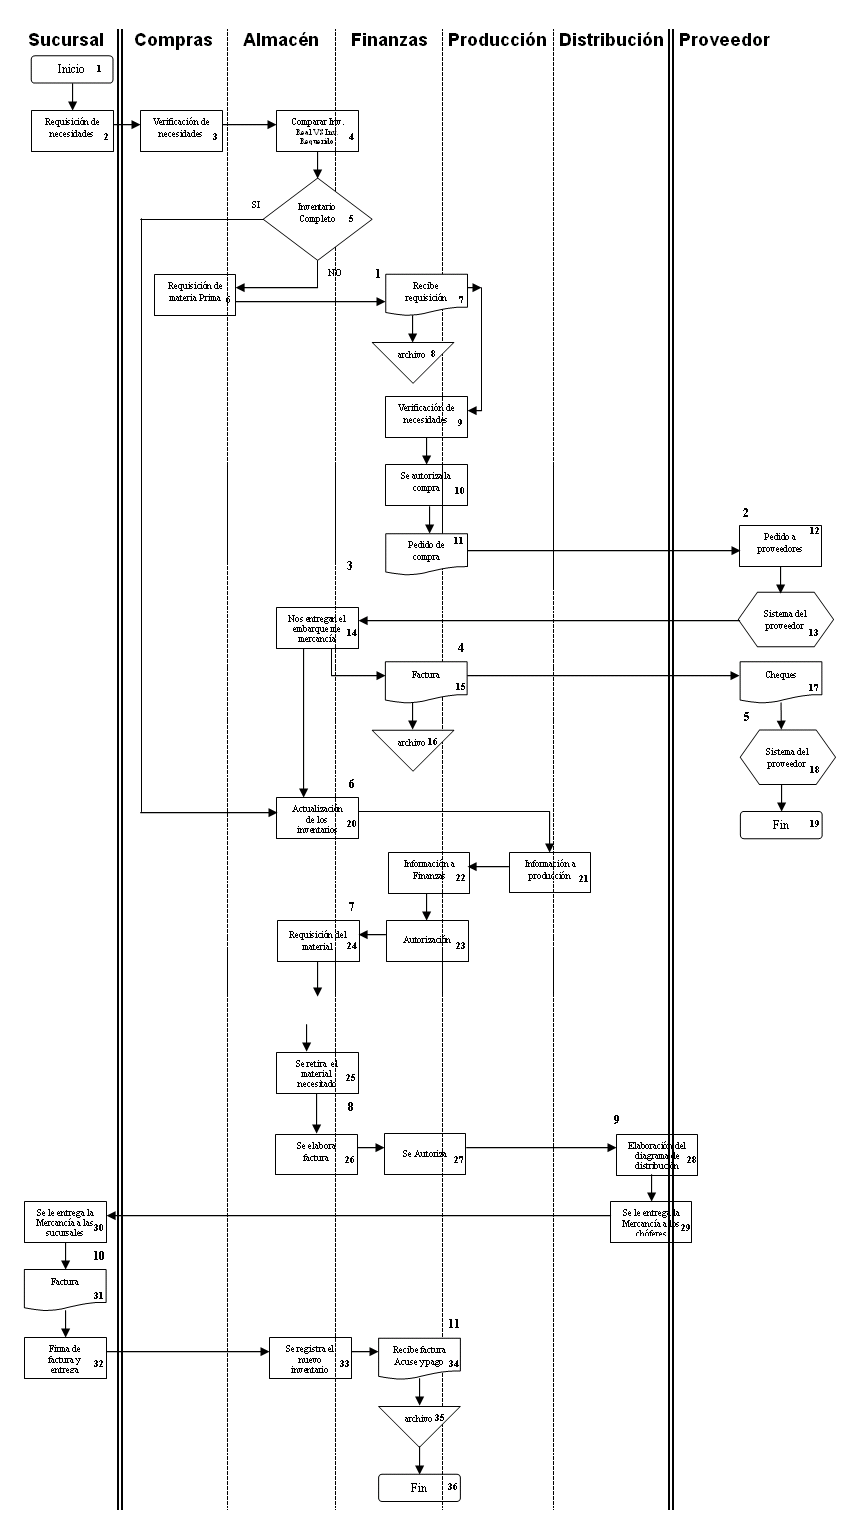 Sucursal Compras Almacén Finanzas Producción Distribución Proveedor
Inicio 1
Requisición de
necesidades 2
Verificación de
necesidades 3
Comparar Inv.
Real VS Inv.
Requerido 4
SI
Inventario
Completo 5
NO
Requisición de
materia Prima 6
1
Recibe
requisición 7
archivo 8
Verificación de
necesidades 9
Se autoriza la
compra 10
Pedido de 11
compra
2
Pedido a 12
proveedores
3
Sistema del
proveedor 13
Nos entregan el
embarque me
mercancía 14
4
Factura
15
Cheques
17
archivo 16
5
Sistema del
proveedor 18
6
Actualización
de los
inventarios 20
Fin 19
Información a
producción 21
Información a
Finanzas 22
Autorización 23
7
Requisición del
material 24
Se retira el
material
necesitado 25
8
Se elabora
factura 26
Se Autoriza 27
9
Elaboración del
diagrama de
distribución 28
Se le entrega la
Mercancía a los
chóferes 29
Se le entrega la
Mercancía a las
sucursales 30
10
Factura
31
Firma de
factura y
entrega 32
Se registra el
nuevo
inventario 33
11
Recibe factura
Acuse y pago 34
archivo 35
Fin 36